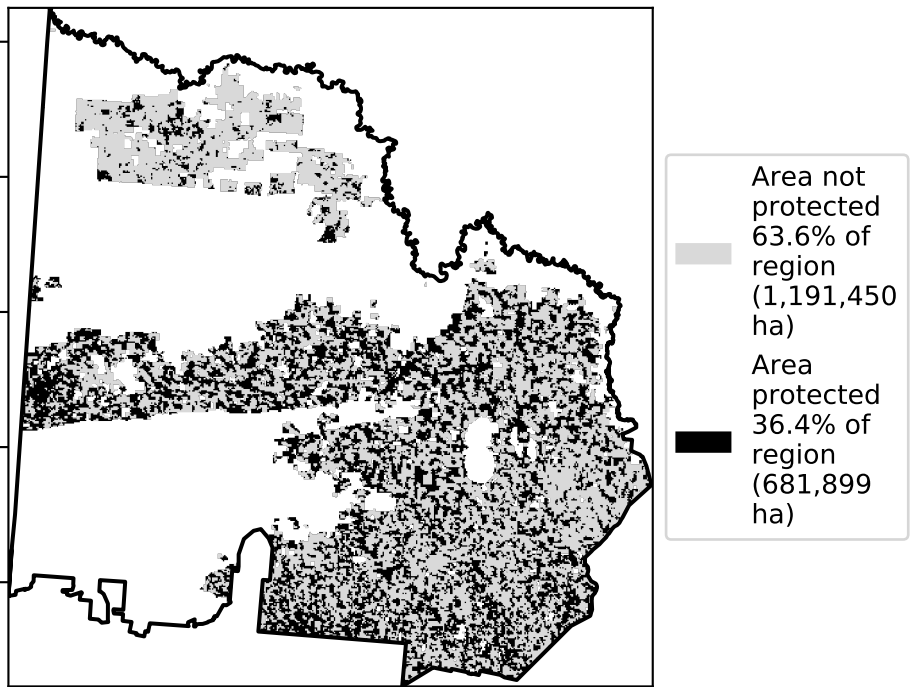 Area not
protected
63.6% of
region
(1,191,450
ha)
Area
protected
36.4% of
region
(681,899
ha)